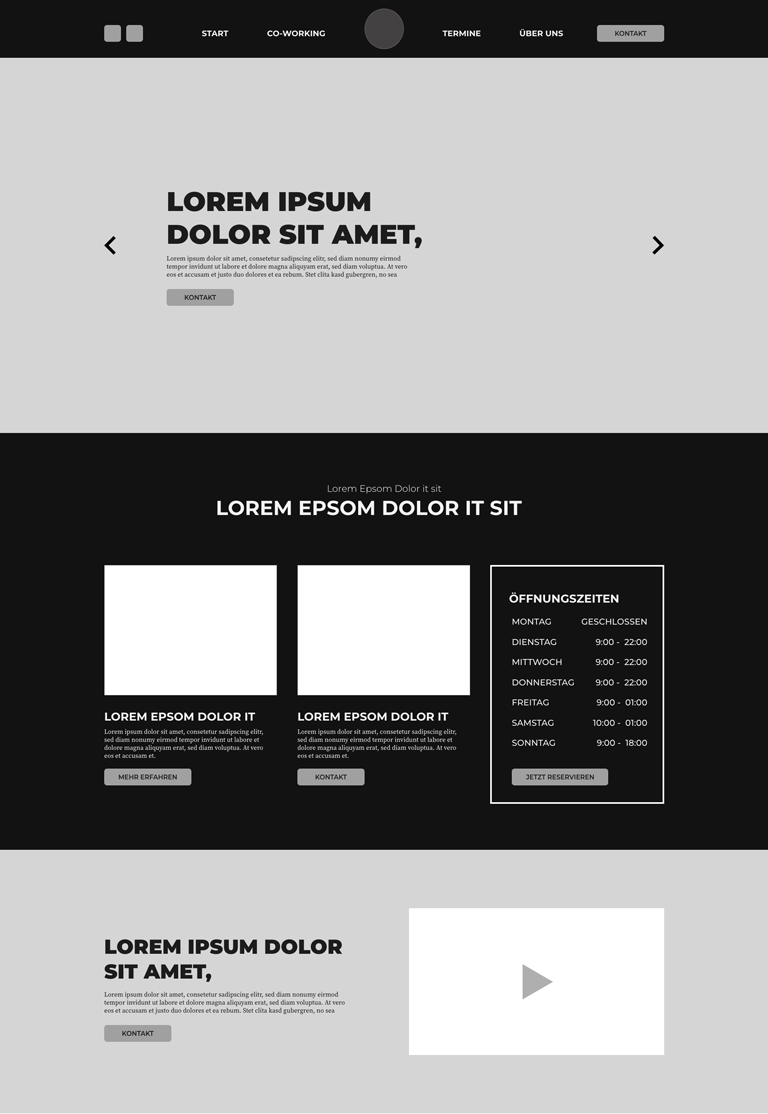 START CO-WORKING TERMINE ÜBER UNS KONTAKT
LOREM IPSUM
DOLOR SIT AMET,
Lorem ipsum dolor sit amet, consetetur sadipscing elitr, sed diam nonumy eirmod
tempor invidunt ut labore et dolore magna aliquyam erat, sed diam voluptua. At vero
eos et accusam et justo duo dolores et ea rebum. Stet clita kasd gubergren, no sea
KONTAKT
Lorem Epsom Dolor it sit
LOREM EPSOM DOLOR IT SIT
LOREM EPSOM DOLOR IT
Lorem ipsum dolor sit amet, consetetur sadipscing elitr,
sed diam nonumy eirmod tempor invidunt ut labore et
dolore magna aliquyam erat, sed diam voluptua. At vero
eos et accusam et.
MEHR ERFAHREN
LOREM EPSOM DOLOR IT
Lorem ipsum dolor sit amet, consetetur sadipscing elitr,
sed diam nonumy eirmod tempor invidunt ut labore et
dolore magna aliquyam erat, sed diam voluptua. At vero
eos et accusam et.
KONTAKT
ÖFFNUNGSZEITEN
MONTAG GESCHLOSSEN
DIENSTAG 9:00 - 22:00
MITTWOCH 9:00 - 22:00
DONNERSTAG 9:00 - 22:00
FREITAG 9:00 - 01:00
SAMSTAG 10:00 - 01:00
SONNTAG 9:00 - 18:00
JETZT RESERVIEREN
LOREM IPSUM DOLOR
SIT AMET,
Lorem ipsum dolor sit amet, consetetur sadipscing elitr, sed diam nonumy eirmod
tempor invidunt ut labore et dolore magna aliquyam erat, sed diam voluptua. At vero
eos et accusam et justo duo dolores et ea rebum. Stet clita kasd gubergren, no sea
KONTAKT